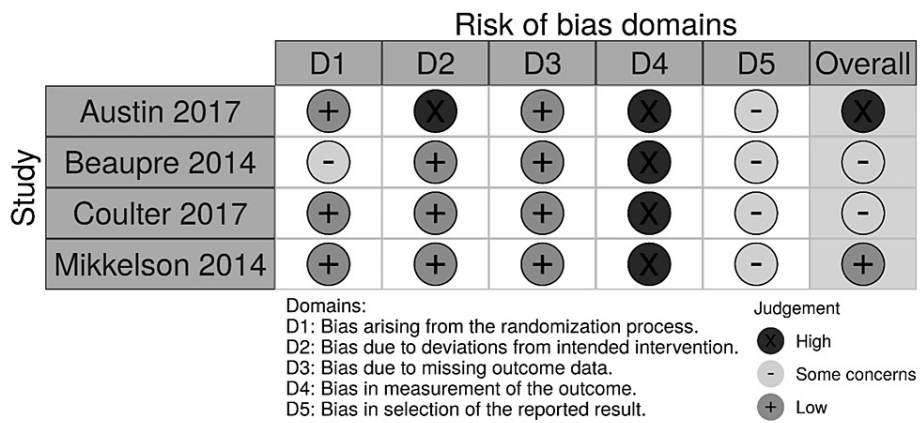 Risk of bias domains
D1 D2 D3 D4 D5 Overall
Study
Austin 2017 + X + X - X
Beaupre 2014 - + + X - -
Coulter 2017 + + + X - -
Mikkelson 2014 + + + X - +
Domains:
D1: Bias arising from the randomization process.
D2: Bias due to deviations from intended intervention.
D3: Bias due to missing outcome data.
D4: Bias in measurement of the outcome.
D5: Bias in selection of the reported result.
Judgement
X High
- Some concerns
+ Low